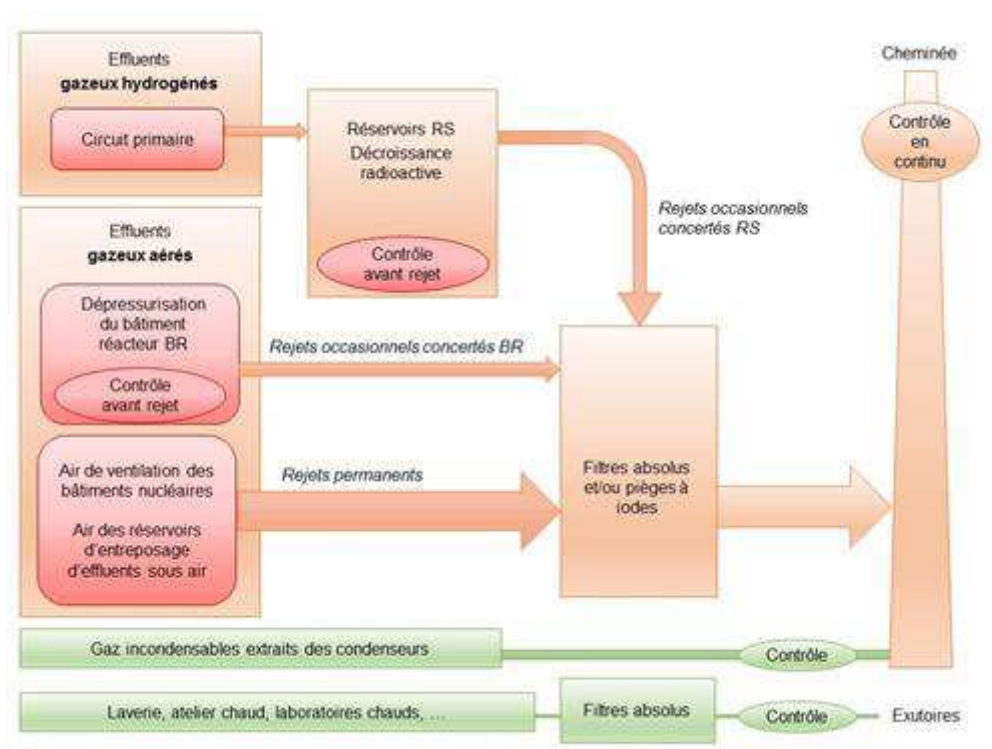 Effluents
gazeux hydrogénés
Circuit primaire
Réservoirs RS
Décroissance
radioactive
Contrôle
avant rejet
Rejets occasionnels
concertés RS
Cheminée
Contrôle
en
continu
Effluents
gazeux aérés
Dépressurisation
du bâtiment
réacteur BR
Contrôle
avant rejet
Rejets occasionnels concertés BR
Air de ventilation des
bâtiments nucléaires
Air des réservoirs
d'entreposage
d'effluents sous air
Rejets permanents
Filtres absolus
et/ou pièges à
iodes
Gaz incondensables extraits des condenseurs
Contrôle
Laverie, atelier chaud, laboratoires chauds, …
Filtres absolus
Contrôle
Exutoires